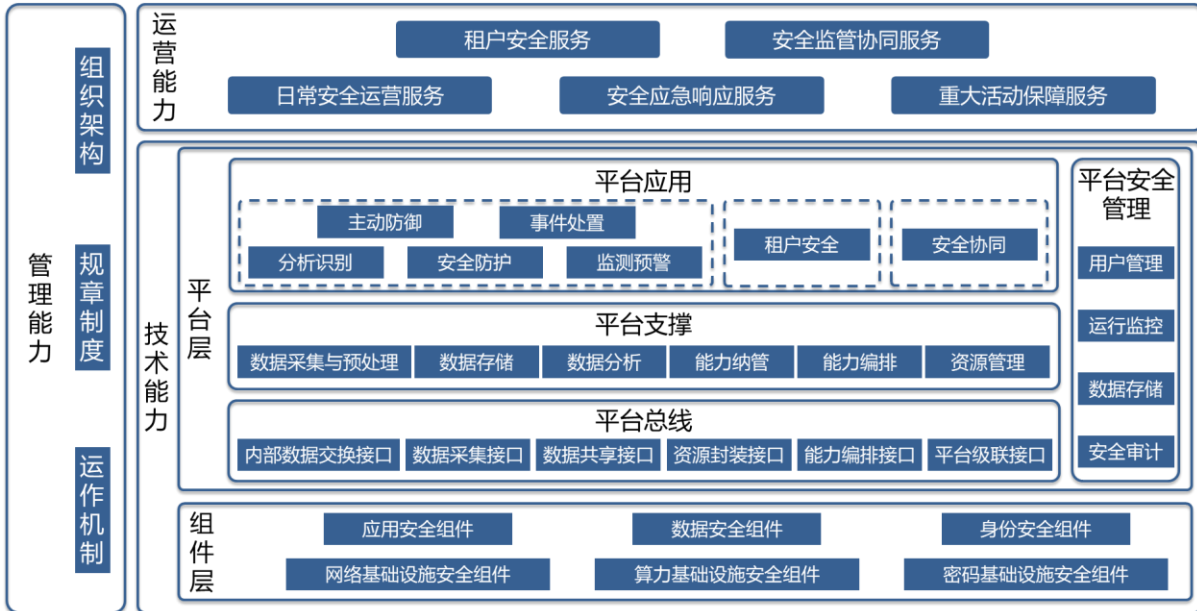 管理能力
组织架构
规章制度
运作机制
运营能力
租户安全服务
安全监管协同服务
日常安全运营服务
安全应急响应服务
重大活动保障服务
技术能力
平台层
平台应用
主动防御
事件处置
分析识别
安全防护
监测预警
租户安全
安全协同
平台支撑
数据采集与预处理
数据存储
数据分析
能力纳管
能力编排
资源管理
平台总线
内部数据交换接口
数据采集接口
数据共享接口
资源封装接口
能力编排接口
平台级联接口
平台安全
管理
用户管理
运行监控
数据存储
安全审计
组件层
应用安全组件
数据安全组件
身份安全组件
网络基础设施安全组件
算力基础设施安全组件
密码基础设施安全组件